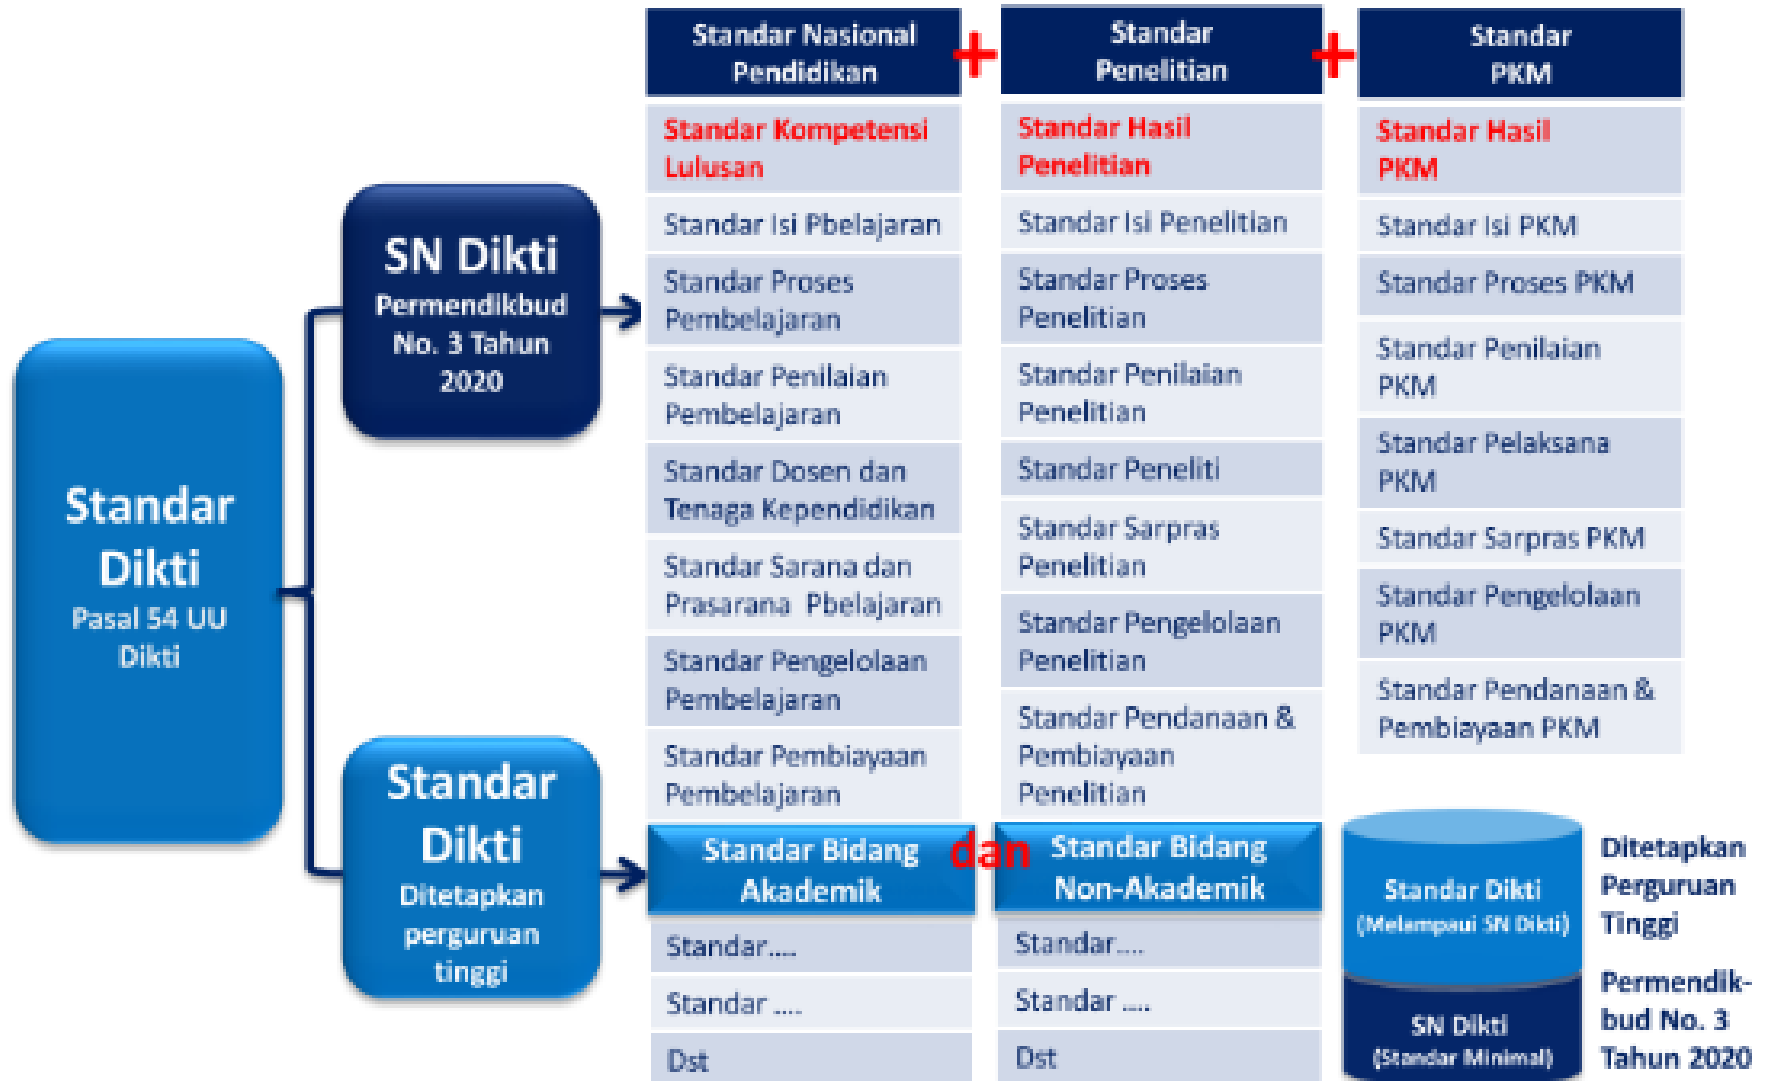 Standar
Dikti
Pasal 54 UU
Dikti
SN Dikti
Permendikbud
No. 3 Tahun
2020
Standar
Dikti
Ditetapkan
perguruan
tinggi
Standar Nasional
Pendidikan
Standar Kompetensi
Lulusan
Standar Isi Pbelajaran
Standar Proses
Pembelajaran
Standar Penilaian
Pembelajaran
Standar Dosen dan
Tenaga Kependidikan
Standar Sarana dan
Prasarana Pbelajaran
Standar Pengelolaan
Pembelajaran
Standar Pembiayaan
Pembelajaran
+
Standar
Penelitian
Standar Hasil
Penelitian
Standar Isi Penelitian
Standar Proses
Penelitian
Standar Penilaian
Penelitian
Standar Peneliti
Standar Sarpras
Penelitian
Standar Pengelolaan
Penelitian
Standar Pendanaan &
Pembiayaan
Penelitian
+
Standar
PKM
Standar Hasil
PKM
Standar Isi PKM
Standar Proses PKM
Standar Penilaian
PKM
Standar Pelaksana
PKM
Standar Sarpras PKM
Standar Pengelolaan
PKM
Standar Pendanaan &
Pembiayaan PKM
Standar Bidang
Akademik
Standar....
Standar ....
Dst
dan
Standar Bidang
Non-Akademik
Standar....
Standar ....
Dst
Standar Dikti
(Melampaui SN Dikti)
SN Dikti
(Standar Minimal)
Ditetapkan
Perguruan
Tinggi
Permendik-
bud No. 3
Tahun 2020